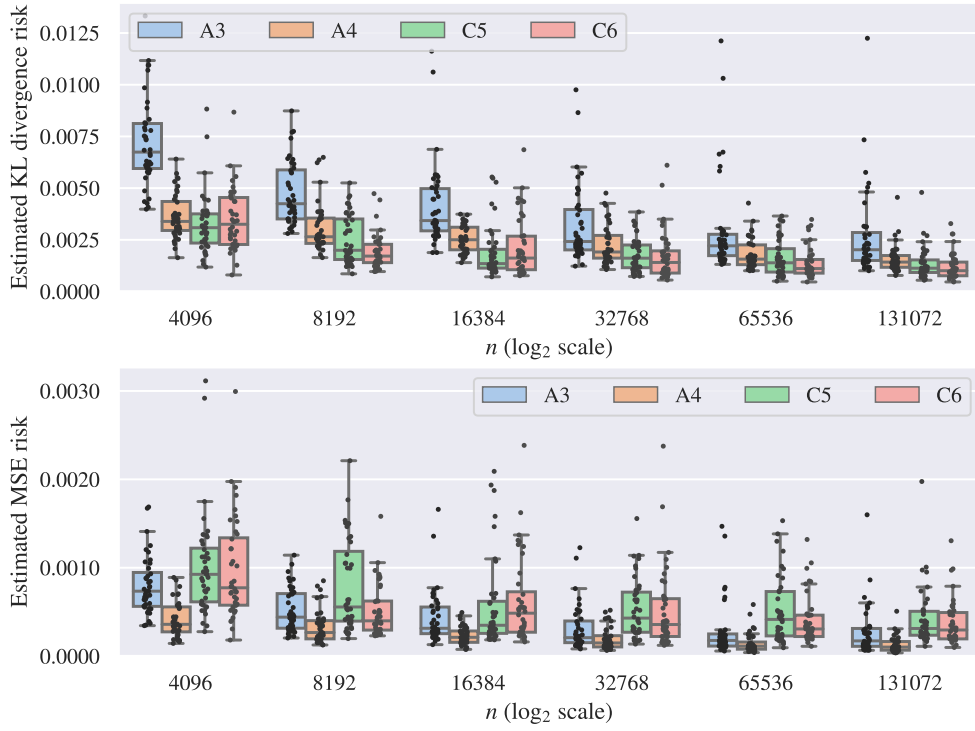 Estimated KL divergence risk
0.0125
0.0100
0.0075
0.0050
0.0025
0.0000
A3 A4 C5 C6
4096 8192 16384 32768 65536 131072
n (log₂ scale)
Estimated MSE risk
0.0030
0.0020
0.0010
0.0000
A3 A4 C5 C6
4096 8192 16384 32768 65536 131072
n (log₂ scale)